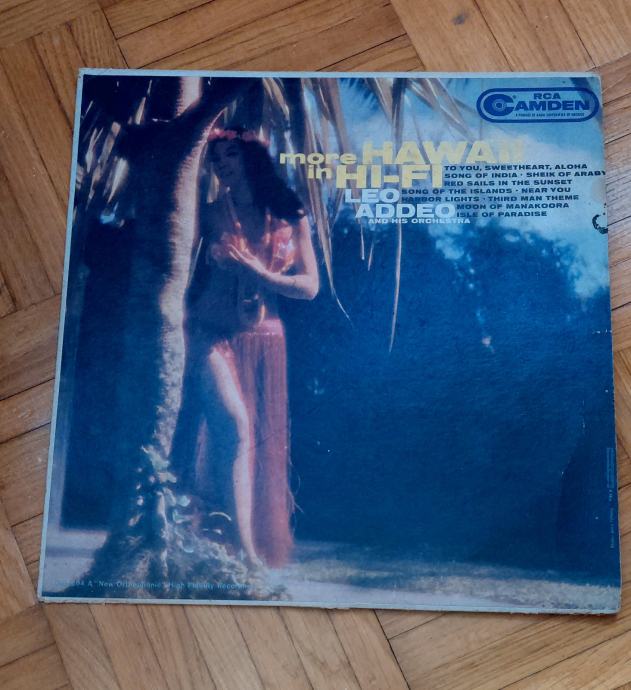 RCA
CAMDEN
more HAWAII
in HI-FI
TO YOU, SWEETHEART, ALOHA
SONG OF INDIA · SHEIK OF ARABY
RED SAILS IN THE SUNSET
SONG OF THE ISLANDS · NEAR YOU
HARBOR LIGHTS · THIRD MAN THEME
MOON OF MANAKOORA
ISLE OF PARADISE
LEO
ADDEO
AND HIS ORCHESTRA
A "New Orthophonic" High Fidelity Recording